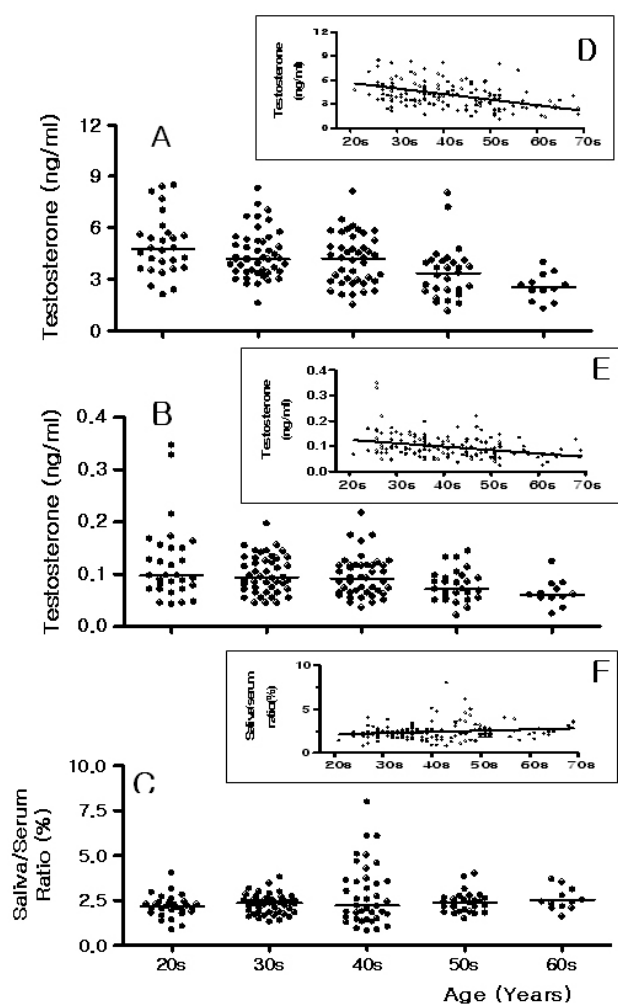 D
12
9
6
3
0
Testosterone
(ng/ml)
20s 30s 40s 50s 60s 70s
A
12
9
6
3
0
Testosterone (ng/ml)
E
0.4
0.3
0.2
0.1
0.0
Testosterone
(ng/ml)
20s 30s 40s 50s 60s 70s
B
0.4
0.3
0.2
0.1
0.0
Testosterone (ng/ml)
F
10
5
0
Saliva/serum
ratio(%)
20s 30s 40s 50s 60s 70s
C
10.0
7.5
5.0
2.5
0.0
Saliva/Serum
Ratio (%)
20s 30s 40s 50s 60s
Age (Years)